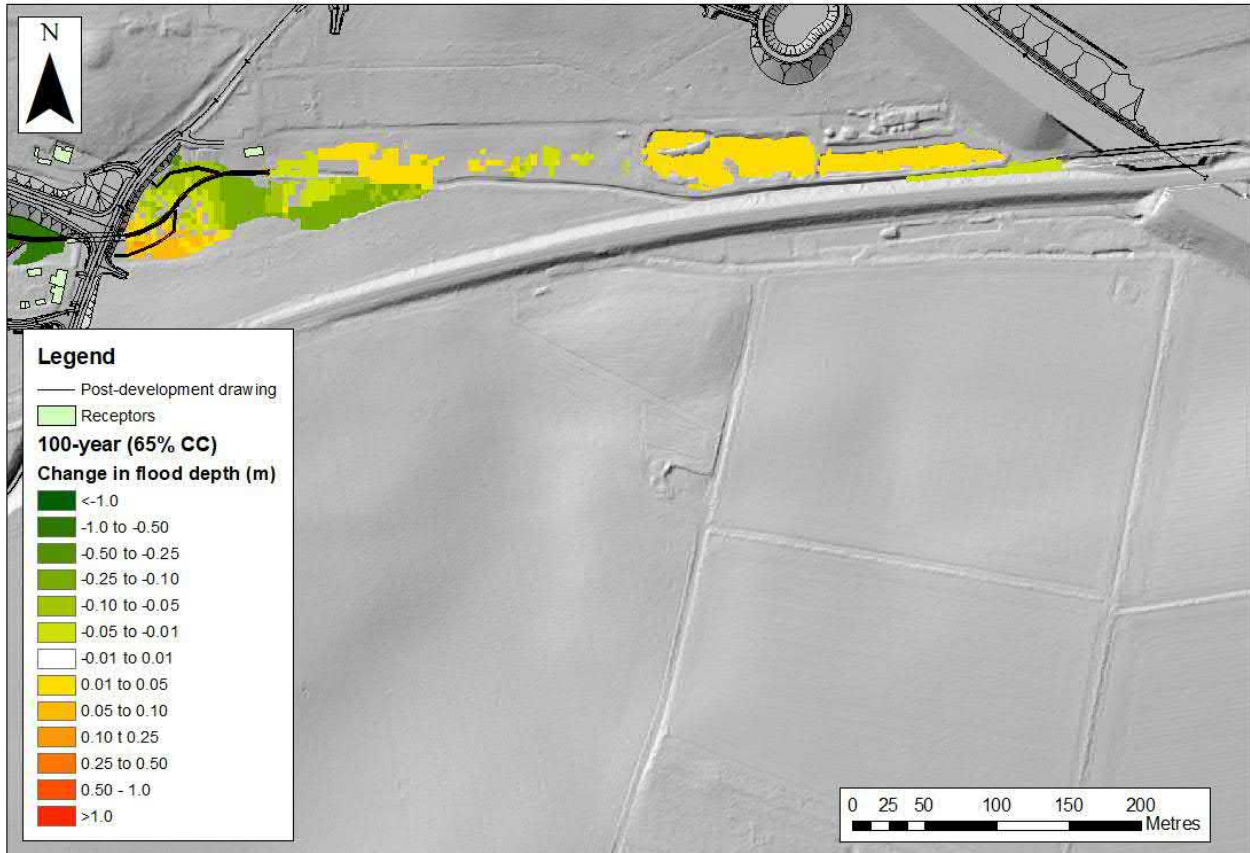 N
Legend
Post-development drawing
Receptors
100-year (65% CC)
Change in flood depth (m)
<-1.0
-1.0 to -0.50
-0.50 to -0.25
-0.25 to -0.10
-0.10 to -0.05
-0.05 to -0.01
-0.01 to 0.01
0.01 to 0.05
0.05 to 0.10
0.10 t 0.25
0.25 to 0.50
0.50 - 1.0
>1.0
0 25 50 100 150 200
Metres